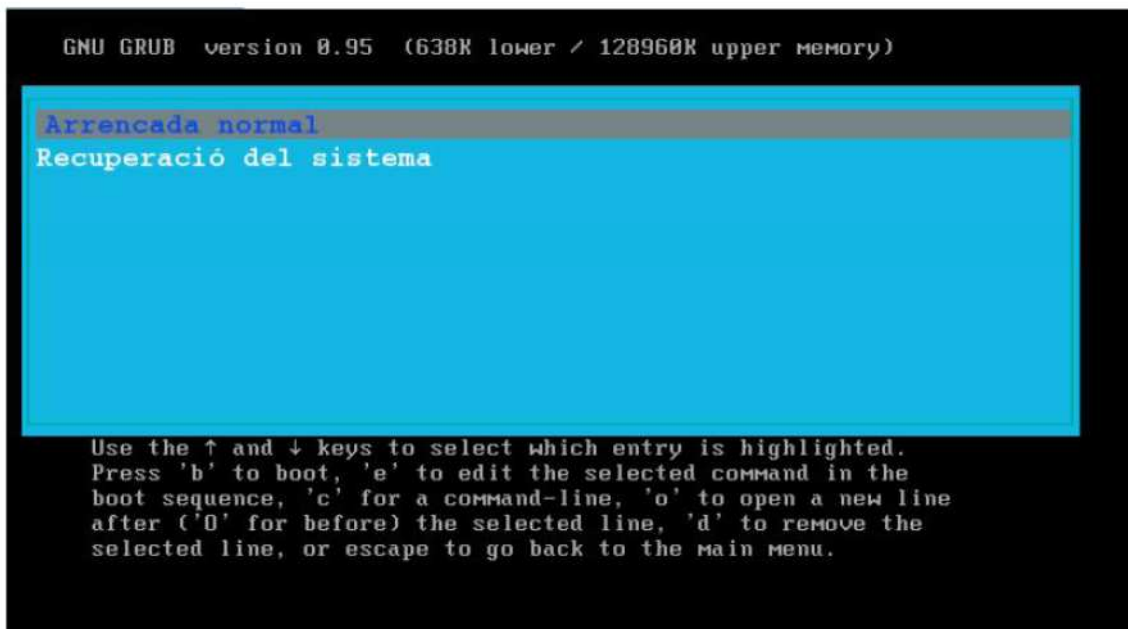 GNU GRUB version 0.95 (638K lower / 128960K upper memory)
Arrencada normal
Recuperació del sistema
Use the ↑ and ↓ keys to select which entry is highlighted.
Press 'b' to boot, 'e' to edit the selected command in the
boot sequence, 'c' for a command-line, 'o' to open a new line
after ('O' for before) the selected line, 'd' to remove the
selected line, or escape to go back to the main menu.